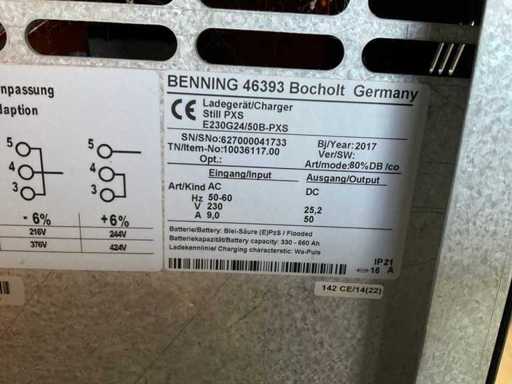 npassung
daption
5
4
3
5
4
3
- 6%
+6%
216V
244V
376V
424V
BENNING 46393 Bocholt Germany
CE Ladegerät/Charger
Still PXS
E230G24/50B-PXS
SN/SNo:627000041733
Bj/Year:2017
TN/Item-No:10036117.00
Ver/SW:
Opt.:
Art/mode:80%DB /co
Eingang/Input
Ausgang/Output
Art/Kind AC
DC
Hz 50-60
V 230
25,2
A 9,0
50
Batterie/Battery: Blei-Säure (E)PzS / Flooded
Batteriekapazität/Battery capacity: 330 - 660 Ah
Ladekennlinie/ Charging characterstic: Wa-Puls
IP21
16 A
142 CE/14(22)